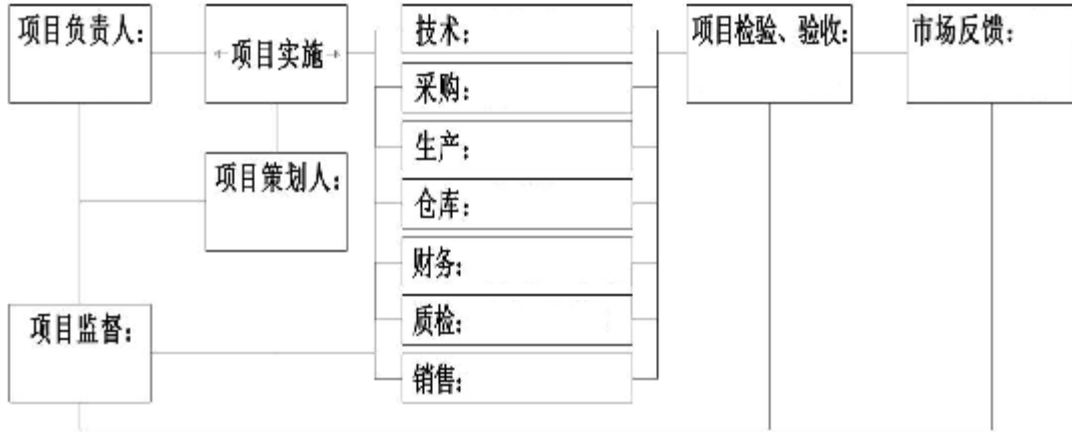 项目负责人：
项目实施
技术：
项目检验、验收：
市场反馈：
采购：
生产：
项目策划人：
仓库：
财务：
项目监督：
质检：
销售：